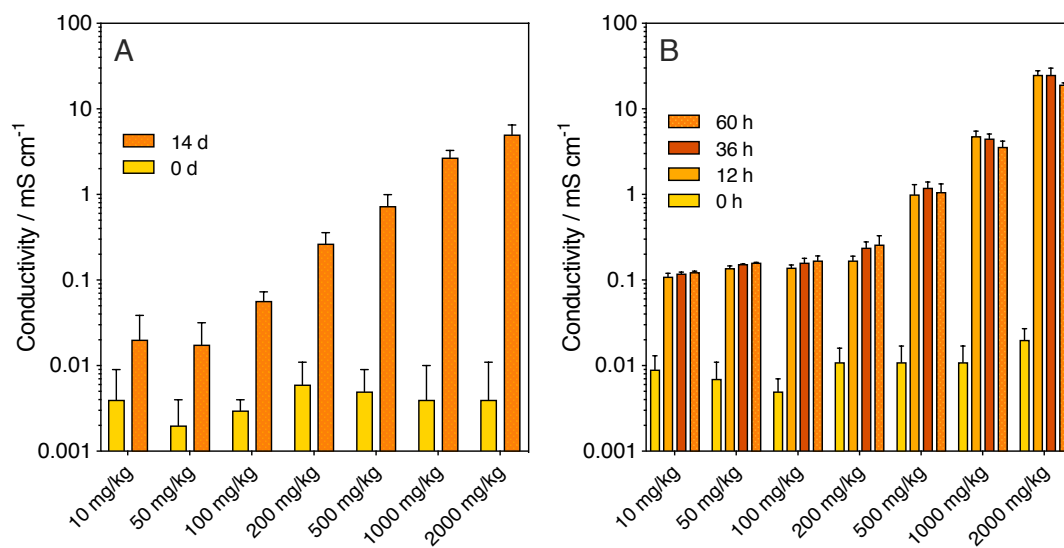 A
Conductivity / mS cm⁻¹
100
10
1
0.1
0.01
0.001
14 d
0 d
10 mg/kg
50 mg/kg
100 mg/kg
200 mg/kg
500 mg/kg
1000 mg/kg
2000 mg/kg
B
Conductivity / mS cm⁻¹
100
10
1
0.1
0.01
0.001
60 h
36 h
12 h
0 h
10 mg/kg
50 mg/kg
100 mg/kg
200 mg/kg
500 mg/kg
1000 mg/kg
2000 mg/kg